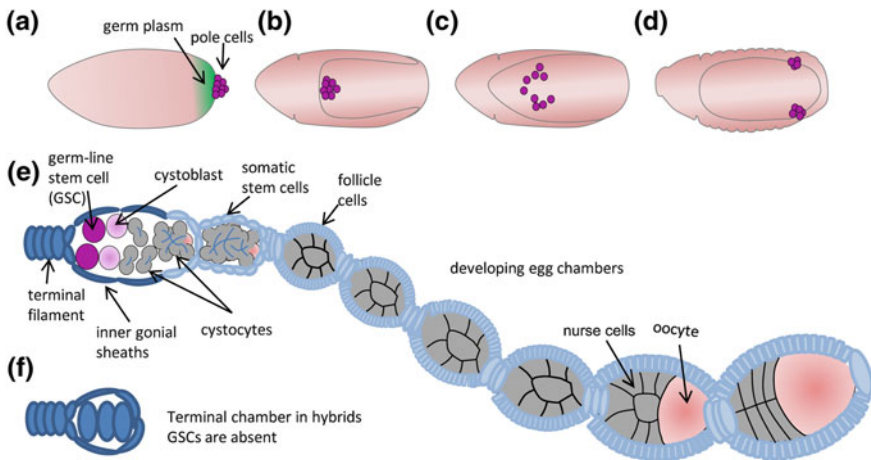 (a)
germ plasm
pole cells
(b)
(c)
(d)
(e)
germ-line
stem cell
(GSC)
cystoblast
somatic
stem cells
follicle
cells
developing egg chambers
terminal
filament
inner gonial
sheaths
cystocytes
nurse cells
oocyte
(f)
Terminal chamber in hybrids
GSCs are absent